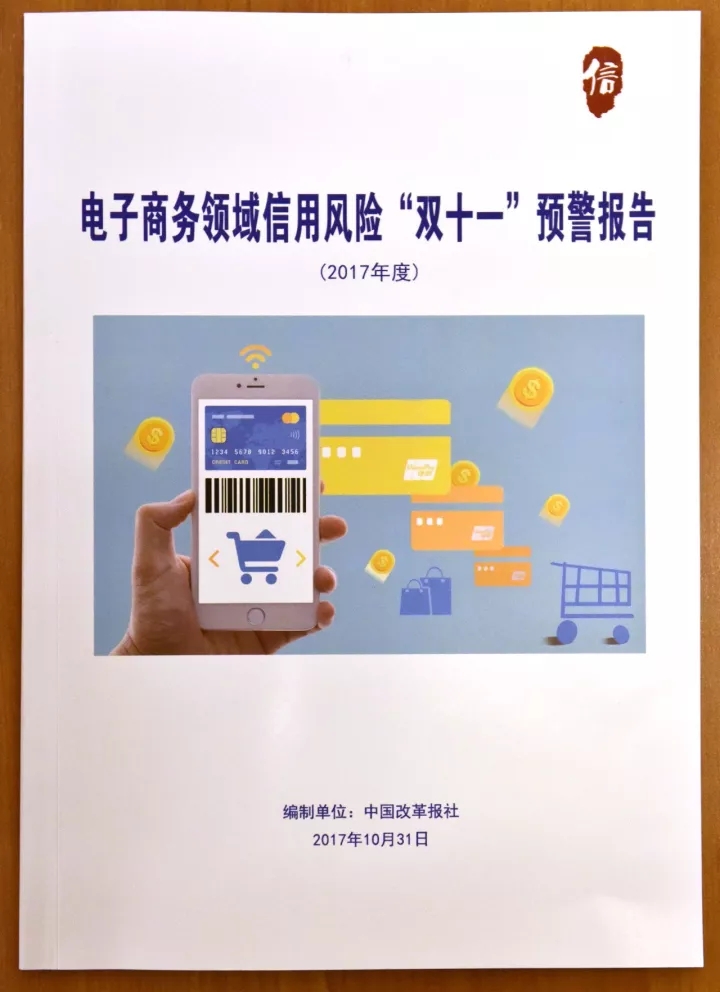 信
电子商务领域信用风险“双十一”预警报告
(2017年度)
1234 5678 9012 3456
CREDIT CARD
编制单位：中国改革报社
2017年10月31日